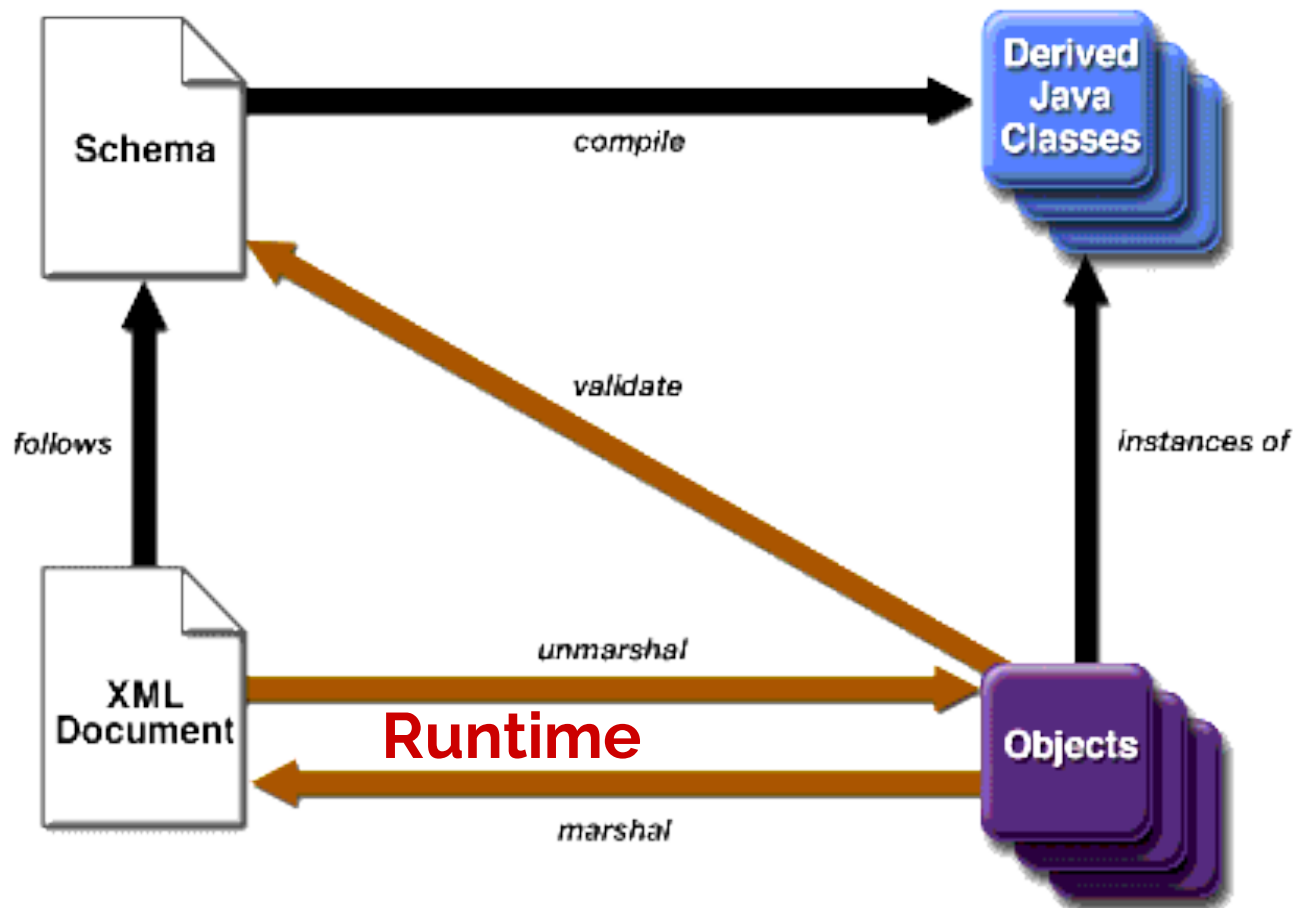 Schema
compile
Derived
Java
Classes
validate
follows
instances of
unmarshal
XML
Document
Runtime
Objects
marshal